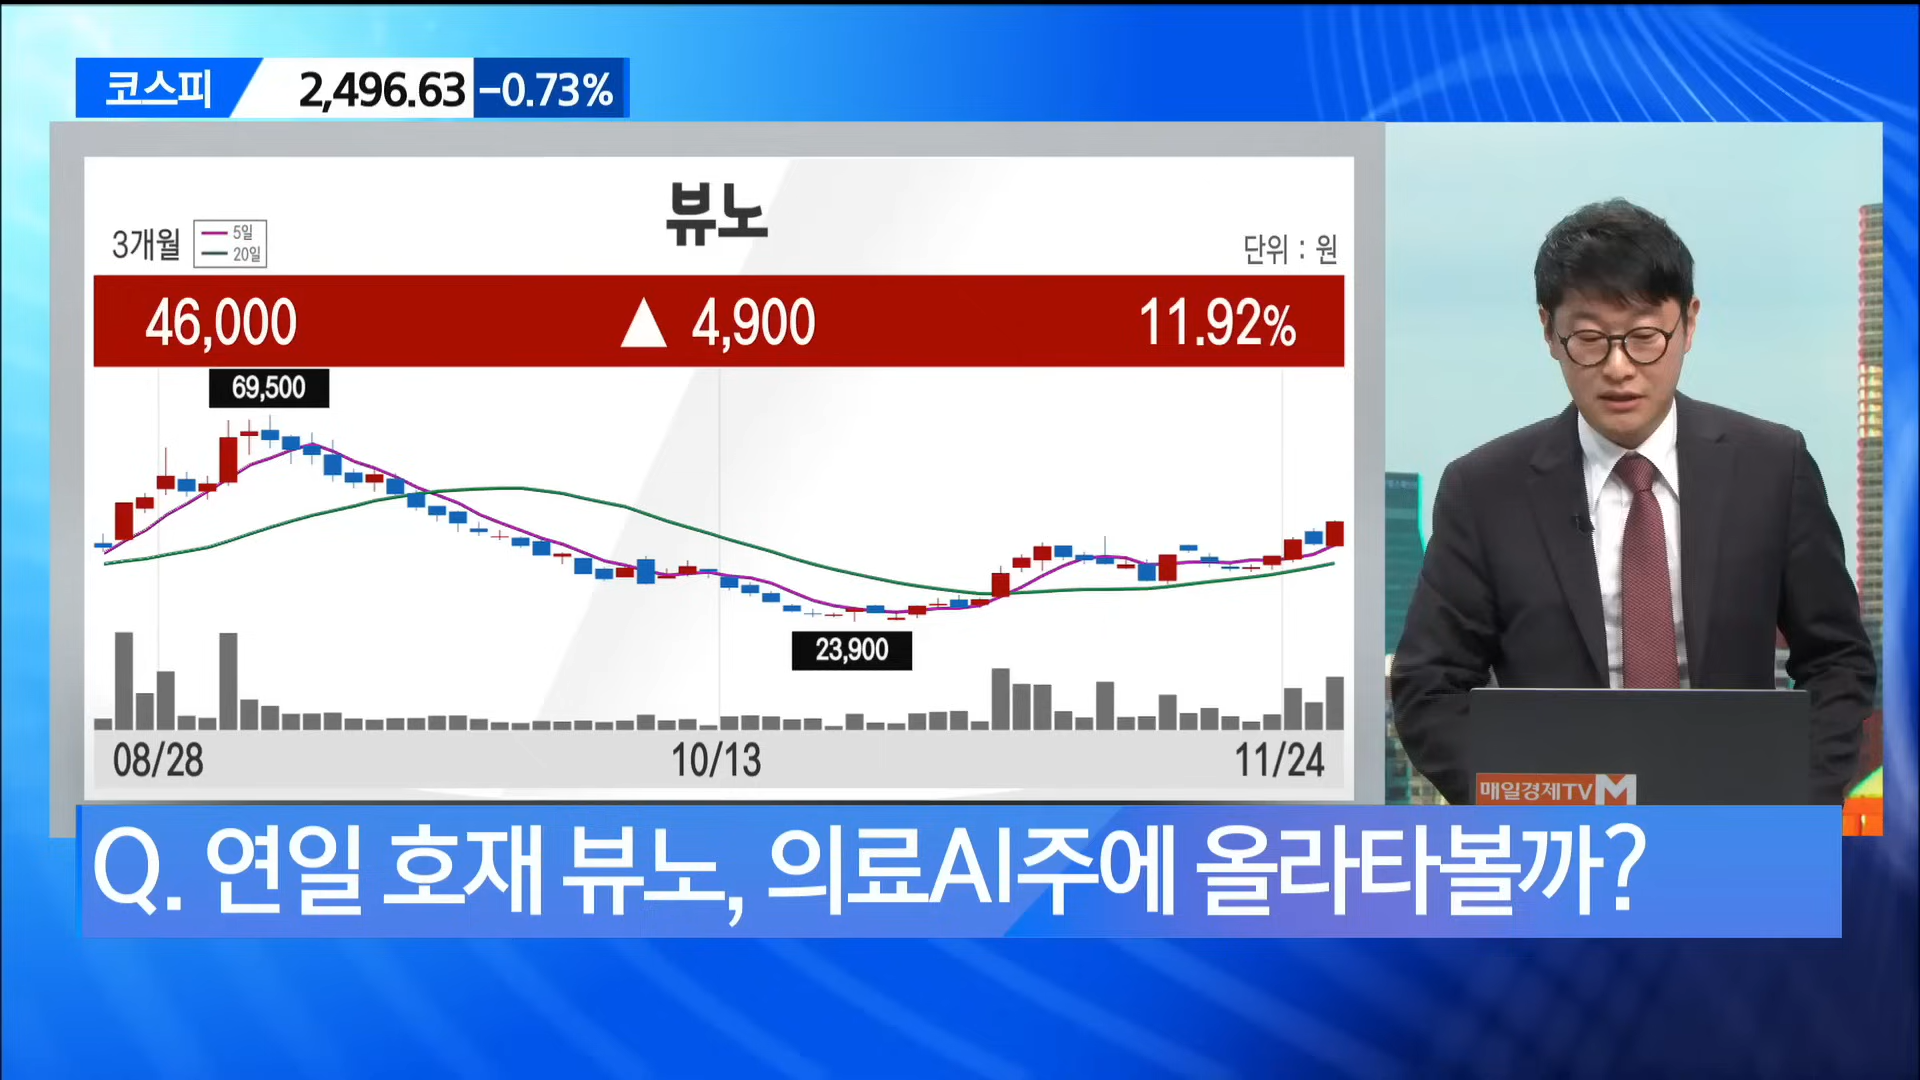 코스피 2,496.63 -0.73%
뷰노
3개월
5일
20일
단위 : 원
46,000 ▲ 4,900 11.92%
69,500
23,900
08/28 10/13 11/24
매일경제TV M
Q. 연일 호재 뷰노, 의료AI주에 올라타볼까?